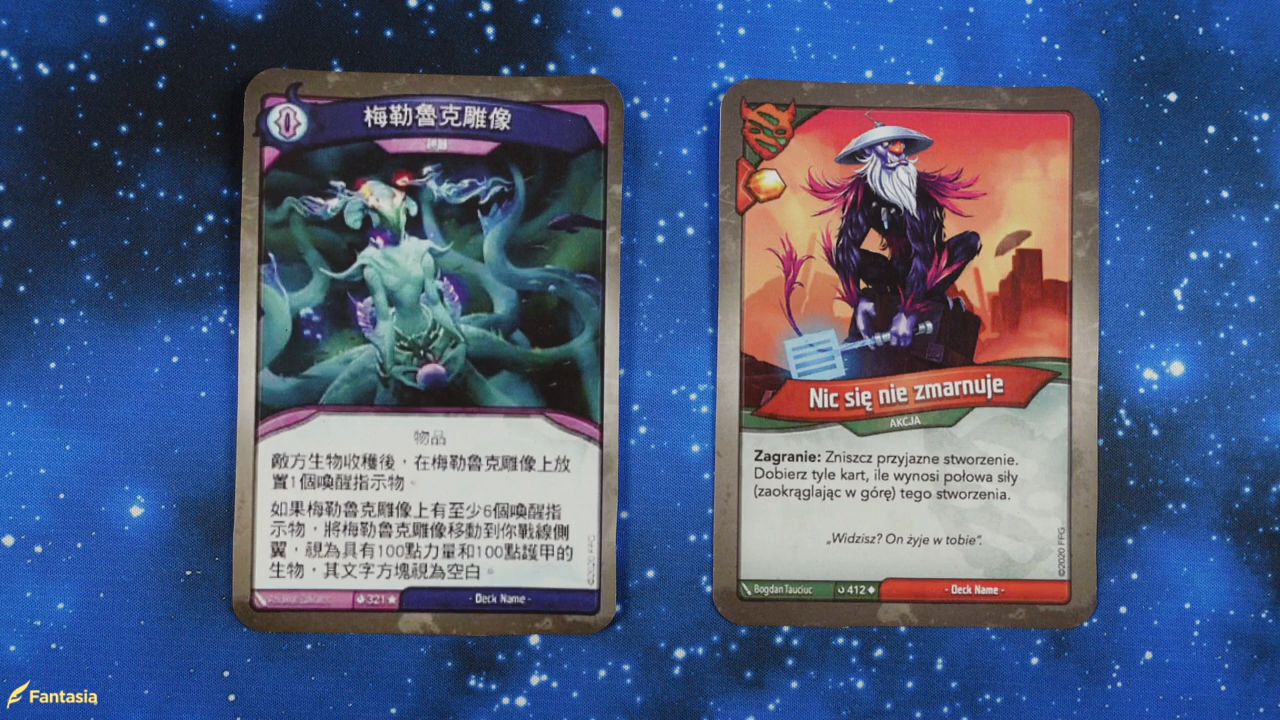 梅勒魯克雕像
神器
物品
敵方生物收穫後，在梅勒魯克雕像上放
置1個喚醒指示物。
如果梅勒魯克雕像上有至少6個喚醒指
示物，將梅勒魯克雕像移動到你戰線側
翼，視為具有100點力量和100點護甲的
生物，其文字方塊視為空白。
©2020 FFG
321
- Deck Name -
Nic się nie zmarnuje
AKCJA
Zagranie: Zniszcz przyjazne stworzenie.
Dobierz tyle kart, ile wynosi połowa siły
(zaokrąglając w górę) tego stworzenia.
„Widzisz? On żyje w tobie”.
©2020 FFG
Bogdan Tauciuc
412
- Deck Name -
Fantasia